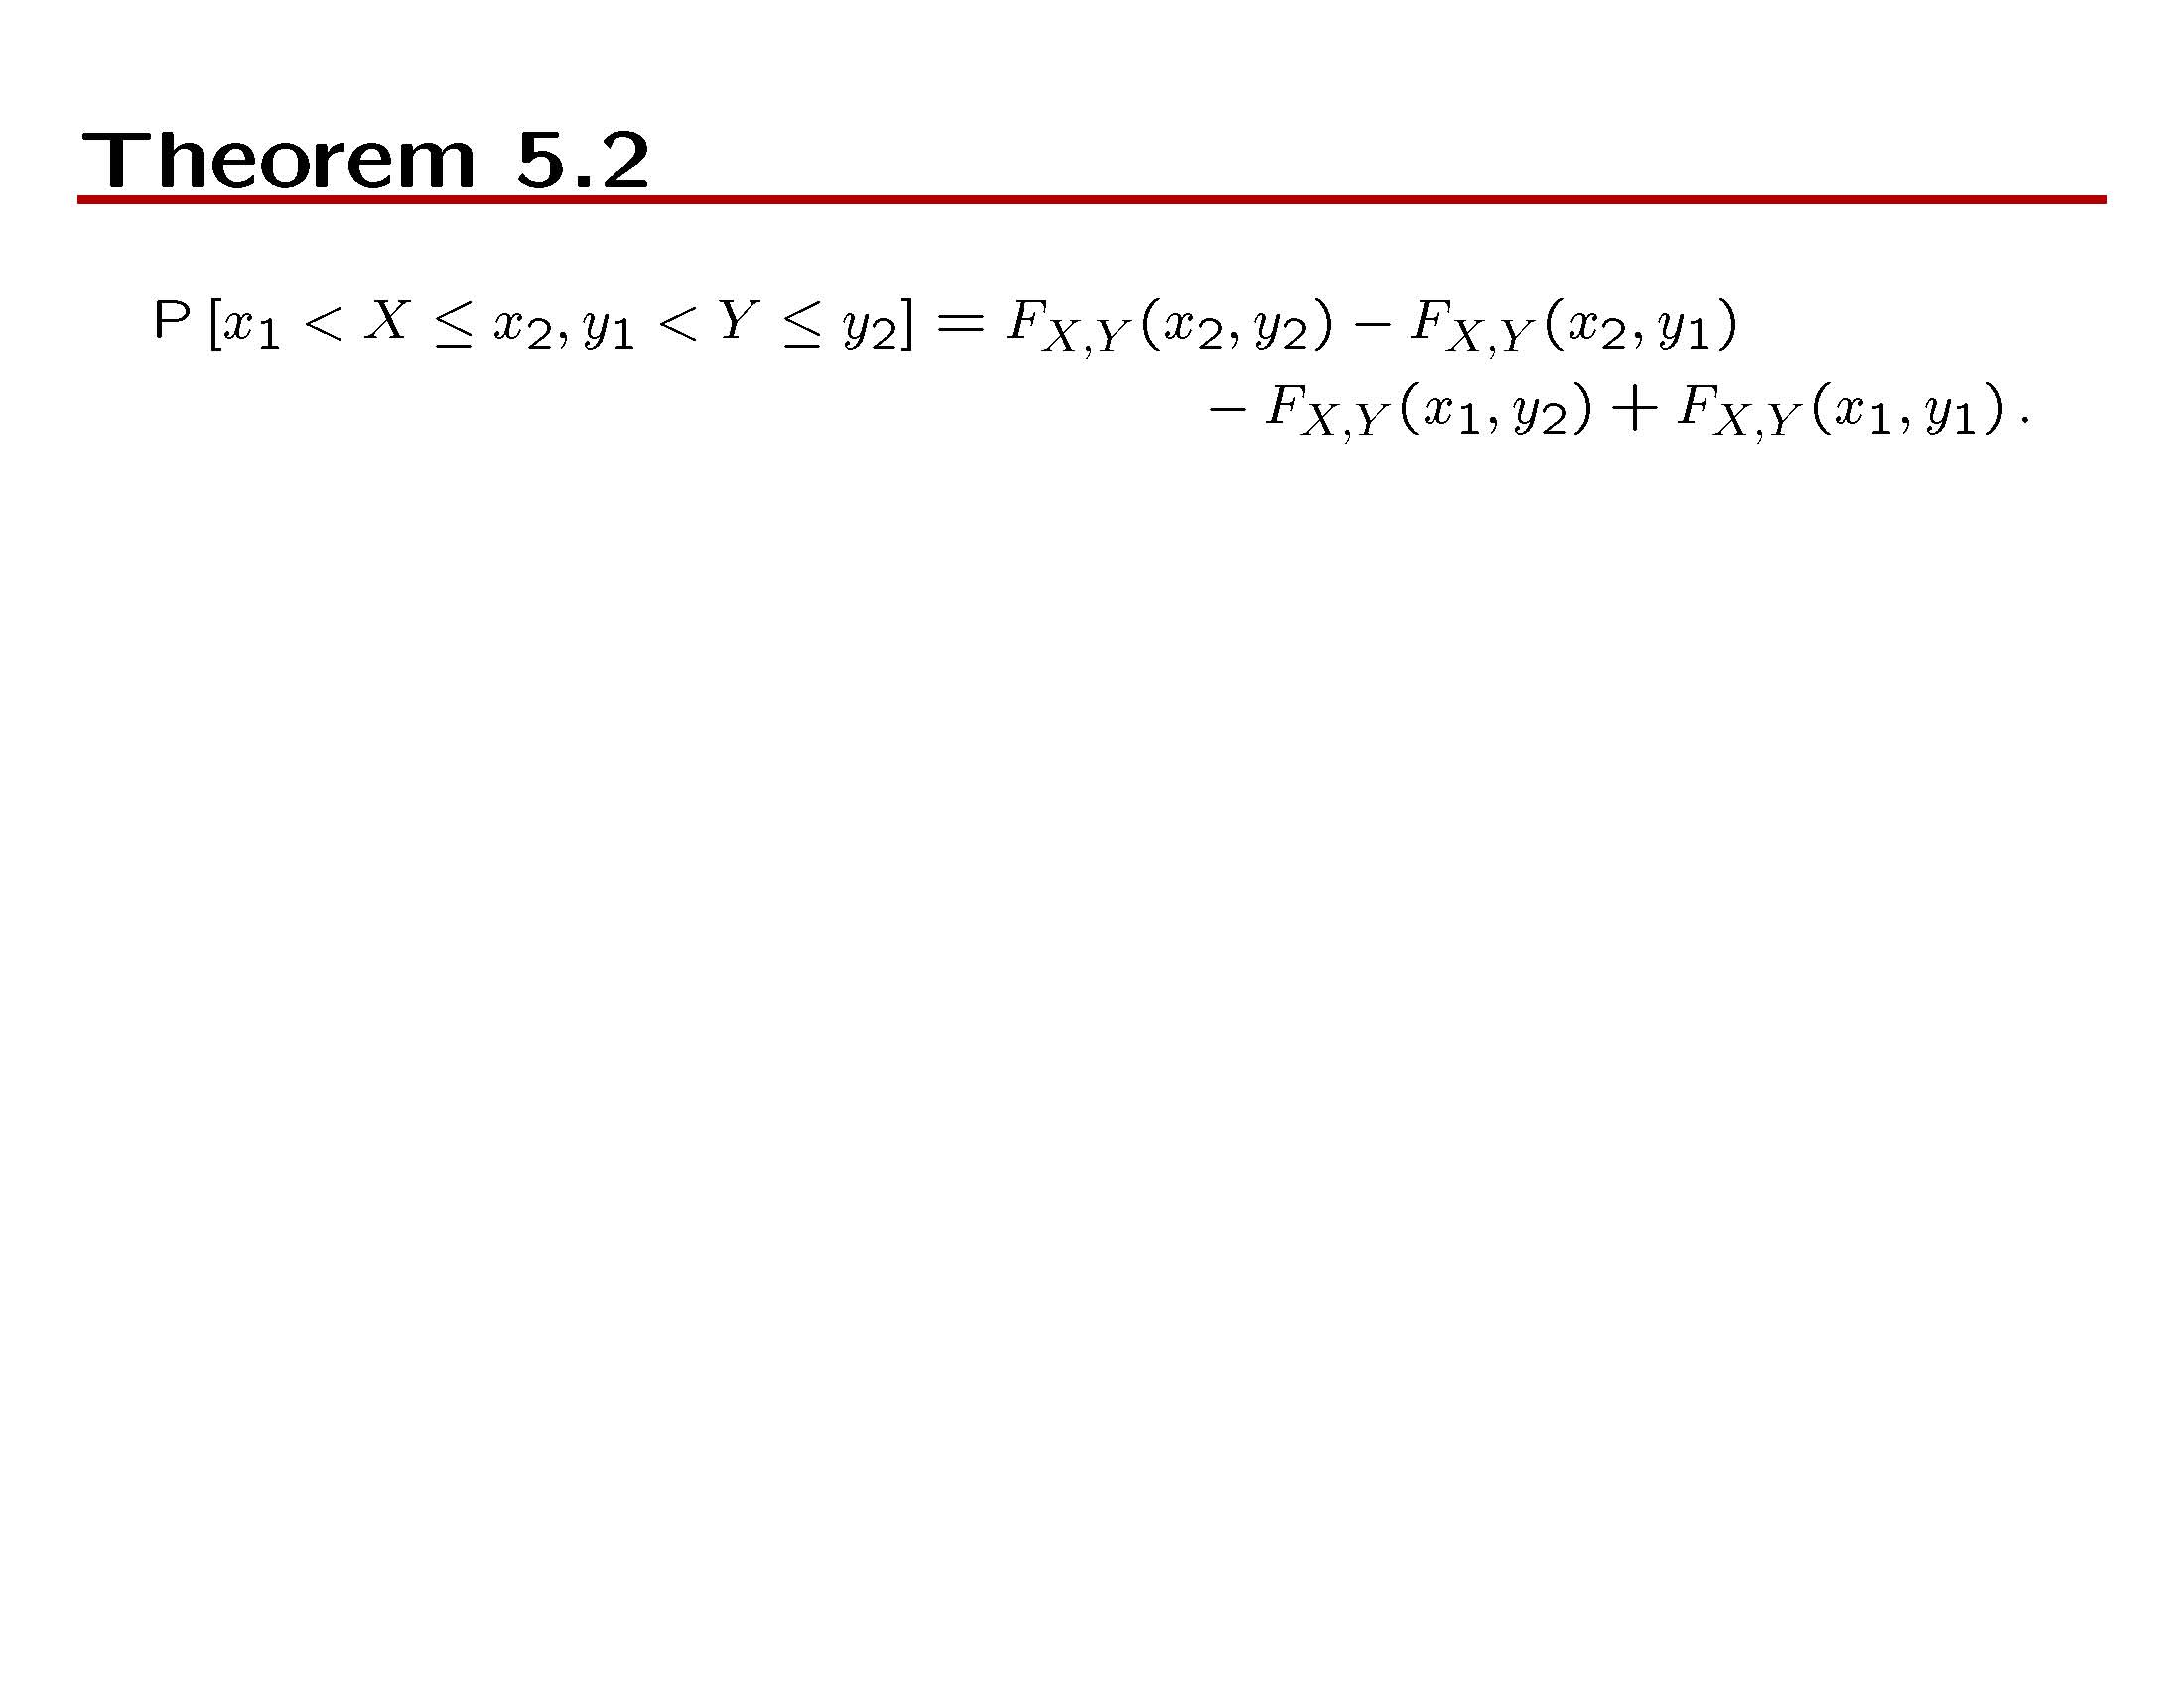 Theorem 5.2
P [x₁ < X ≤ x₂, y₁ < Y ≤ y₂] = F_{X,Y}(x₂, y₂) − F_{X,Y}(x₂, y₁)
− F_{X,Y}(x₁, y₂) + F_{X,Y}(x₁, y₁) .